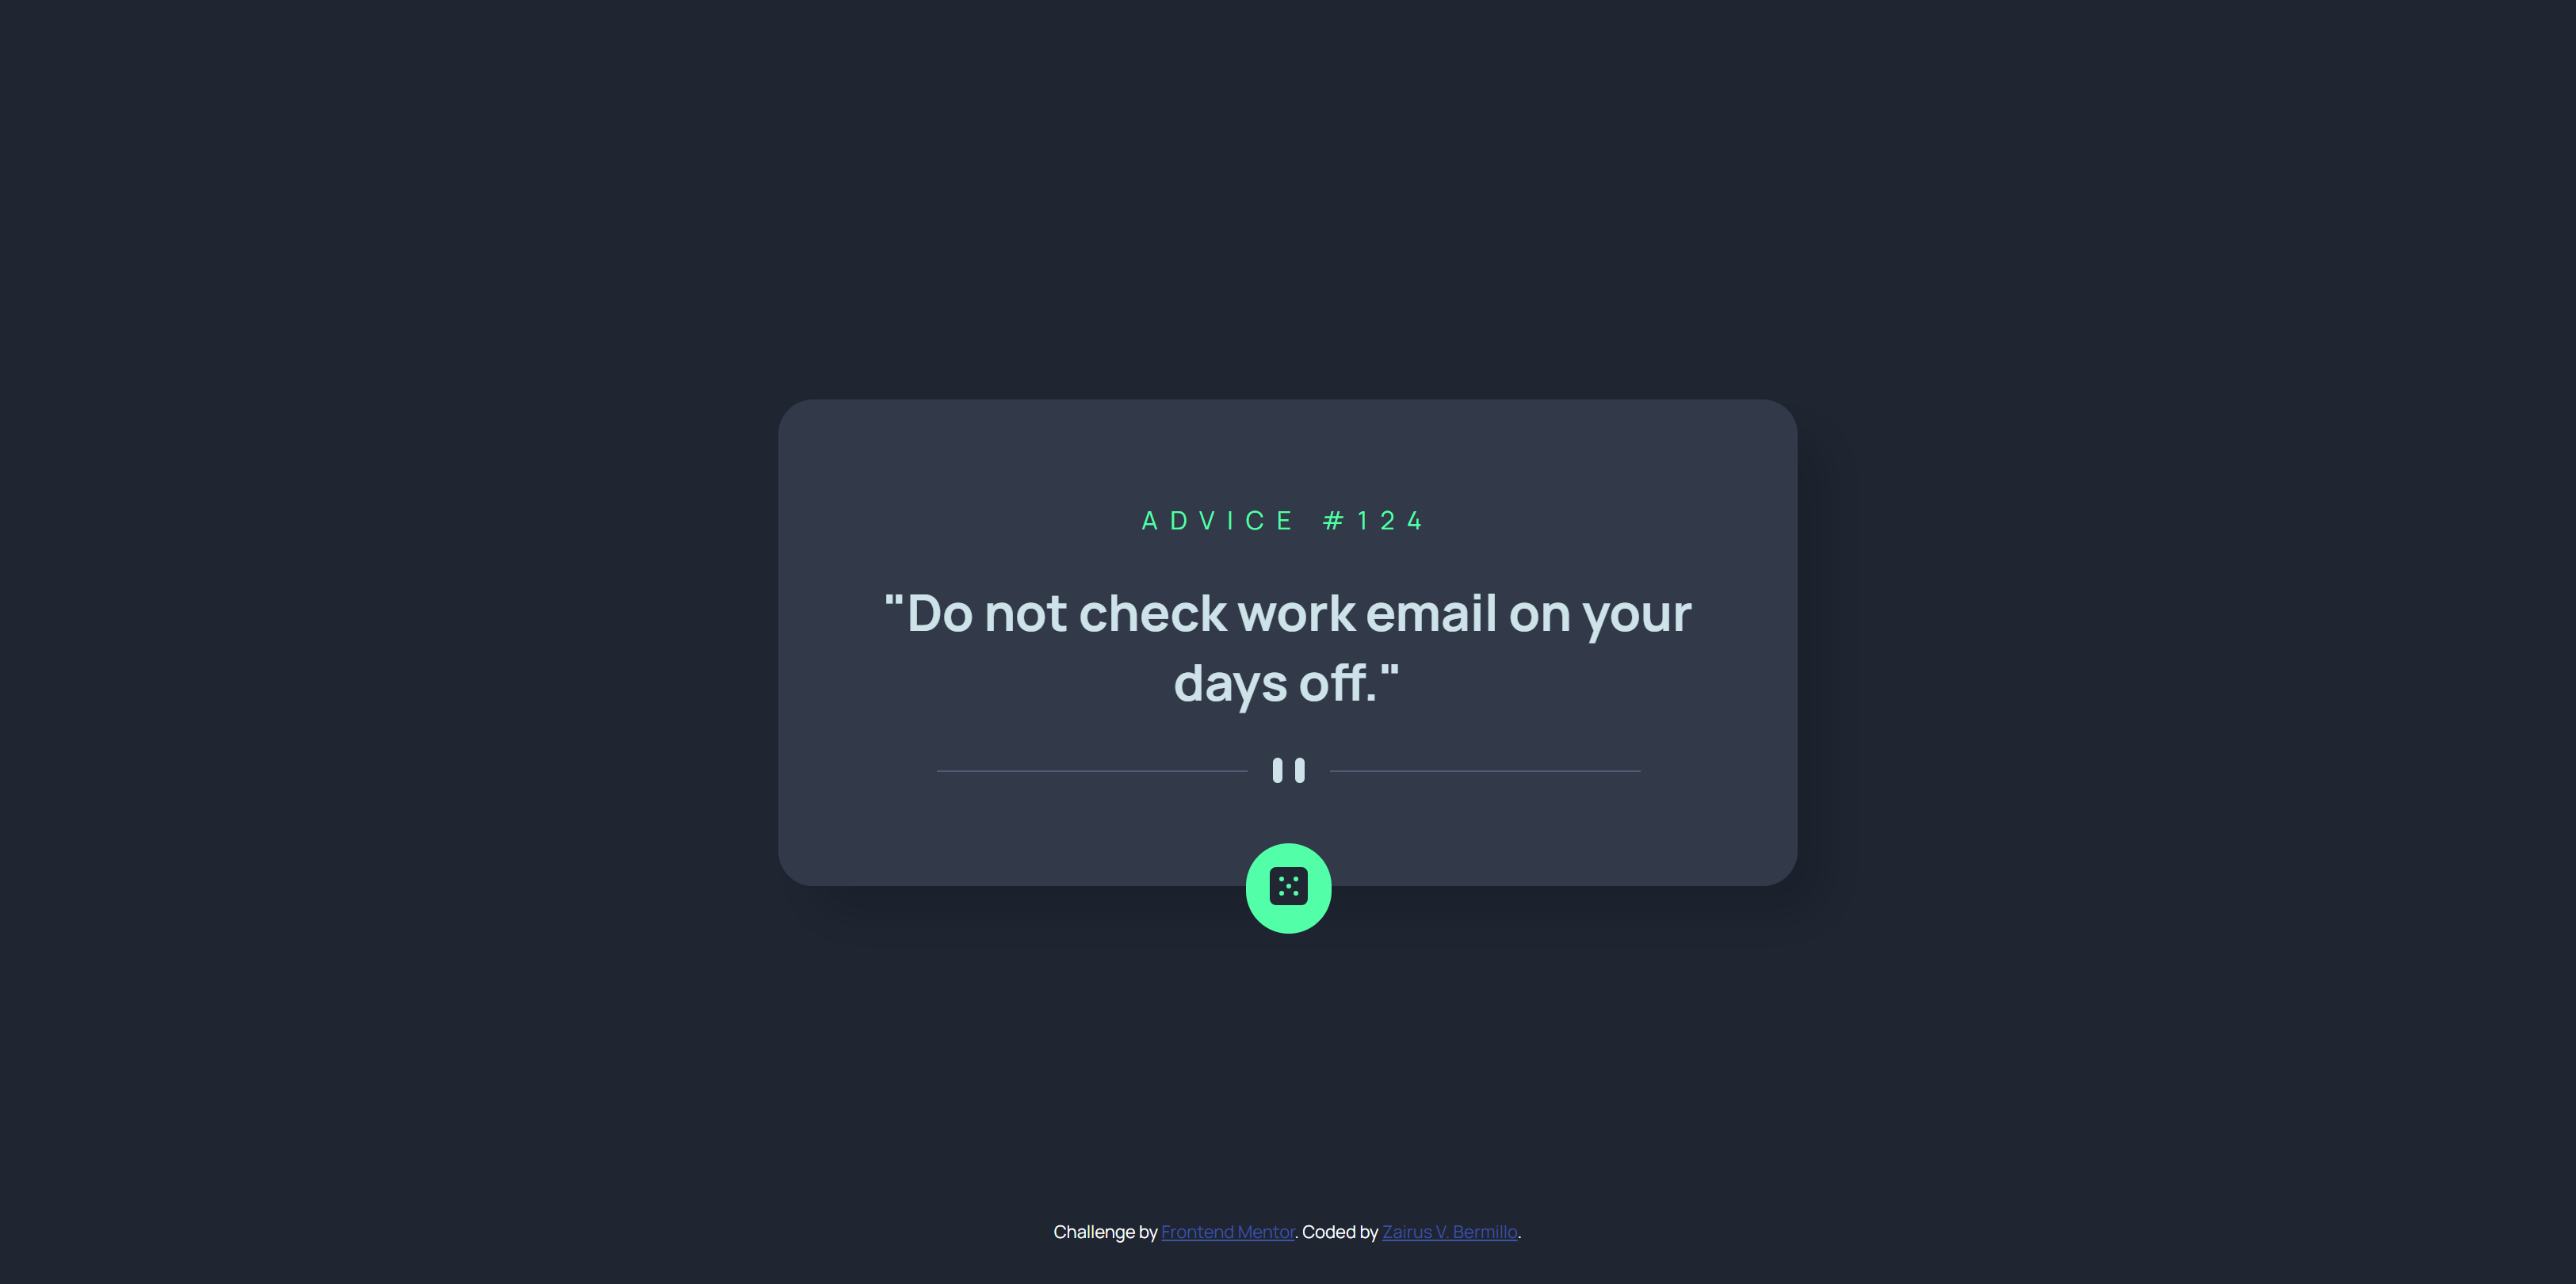 ADVICE #124
"Do not check work email on your
days off."
Challenge by Frontend Mentor. Coded by Zairus V. Bermillo.